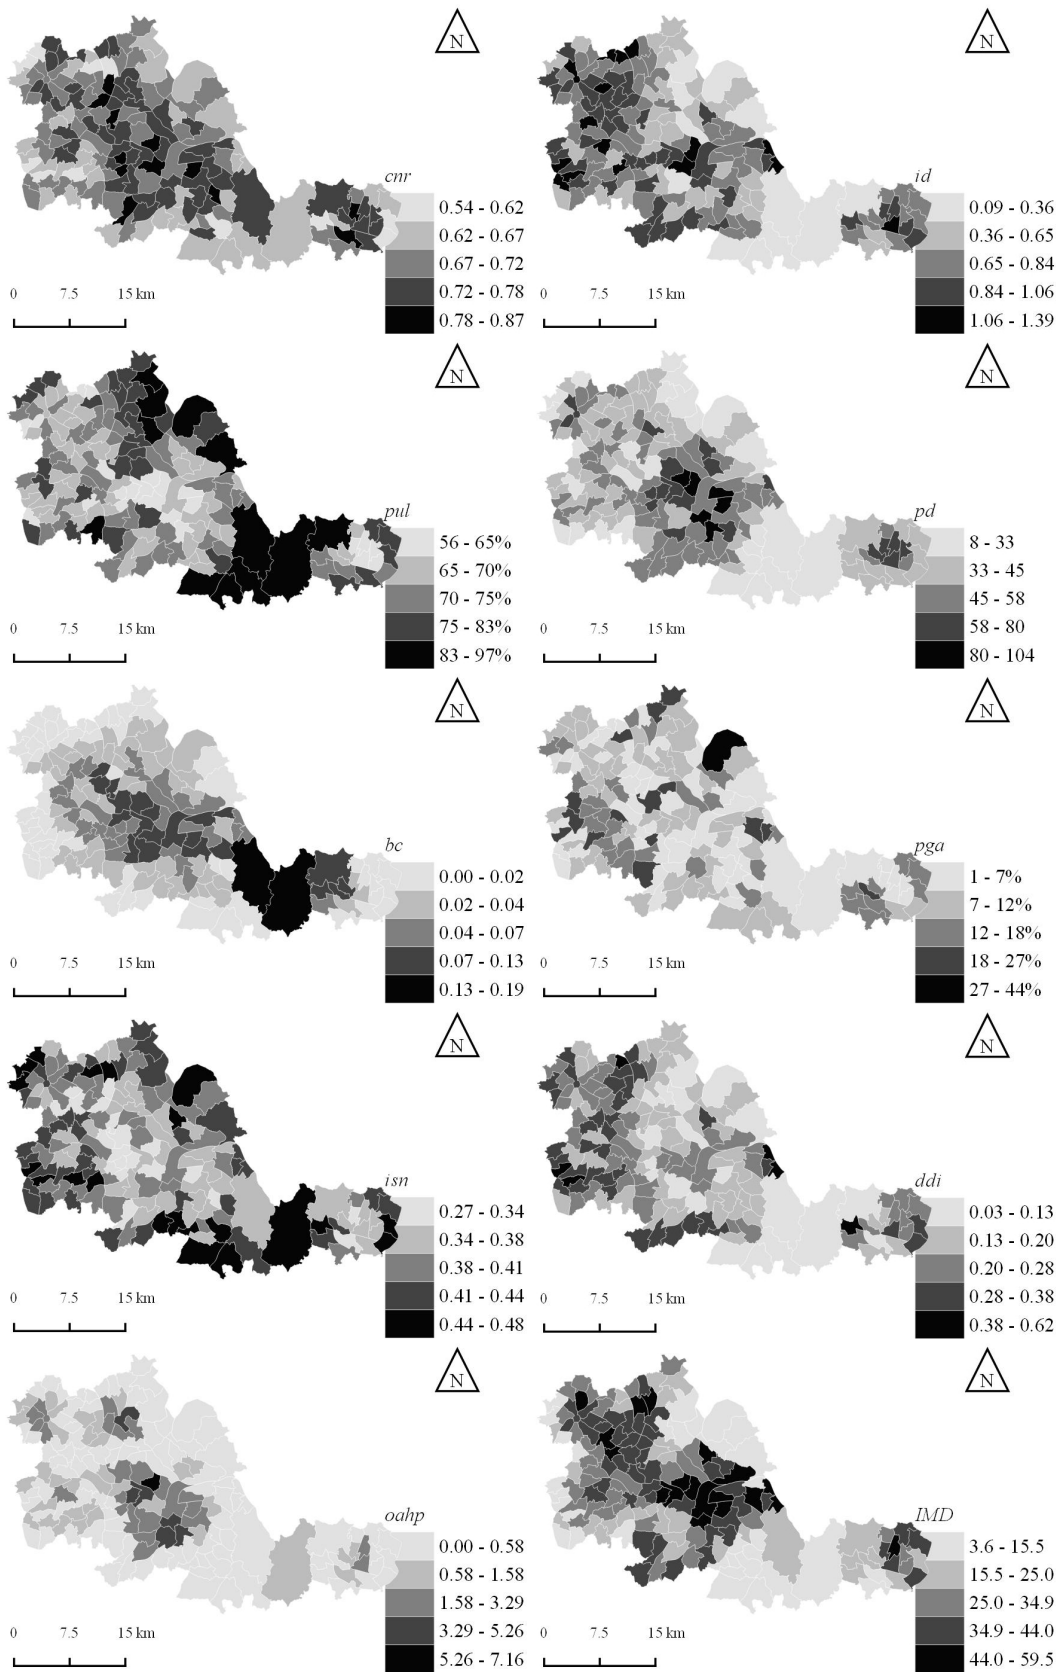 N
cnr
0.54 - 0.62
0.62 - 0.67
0.67 - 0.72
0.72 - 0.78
0.78 - 0.87
0 7.5 15 km
N
id
0.09 - 0.36
0.36 - 0.65
0.65 - 0.84
0.84 - 1.06
1.06 - 1.39
0 7.5 15 km
N
pul
56 - 65%
65 - 70%
70 - 75%
75 - 83%
83 - 97%
0 7.5 15 km
N
pd
8 - 33
33 - 45
45 - 58
58 - 80
80 - 104
0 7.5 15 km
N
bc
0.00 - 0.02
0.02 - 0.04
0.04 - 0.07
0.07 - 0.13
0.13 - 0.19
0 7.5 15 km
N
pga
1 - 7%
7 - 12%
12 - 18%
18 - 27%
27 - 44%
0 7.5 15 km
N
isn
0.27 - 0.34
0.34 - 0.38
0.38 - 0.41
0.41 - 0.44
0.44 - 0.48
0 7.5 15 km
N
ddi
0.03 - 0.13
0.13 - 0.20
0.20 - 0.28
0.28 - 0.38
0.38 - 0.62
0 7.5 15 km
N
oahp
0.00 - 0.58
0.58 - 1.58
1.58 - 3.29
3.29 - 5.26
5.26 - 7.16
0 7.5 15 km
N
IMD
3.6 - 15.5
15.5 - 25.0
25.0 - 34.9
34.9 - 44.0
44.0 - 59.5
0 7.5 15 km